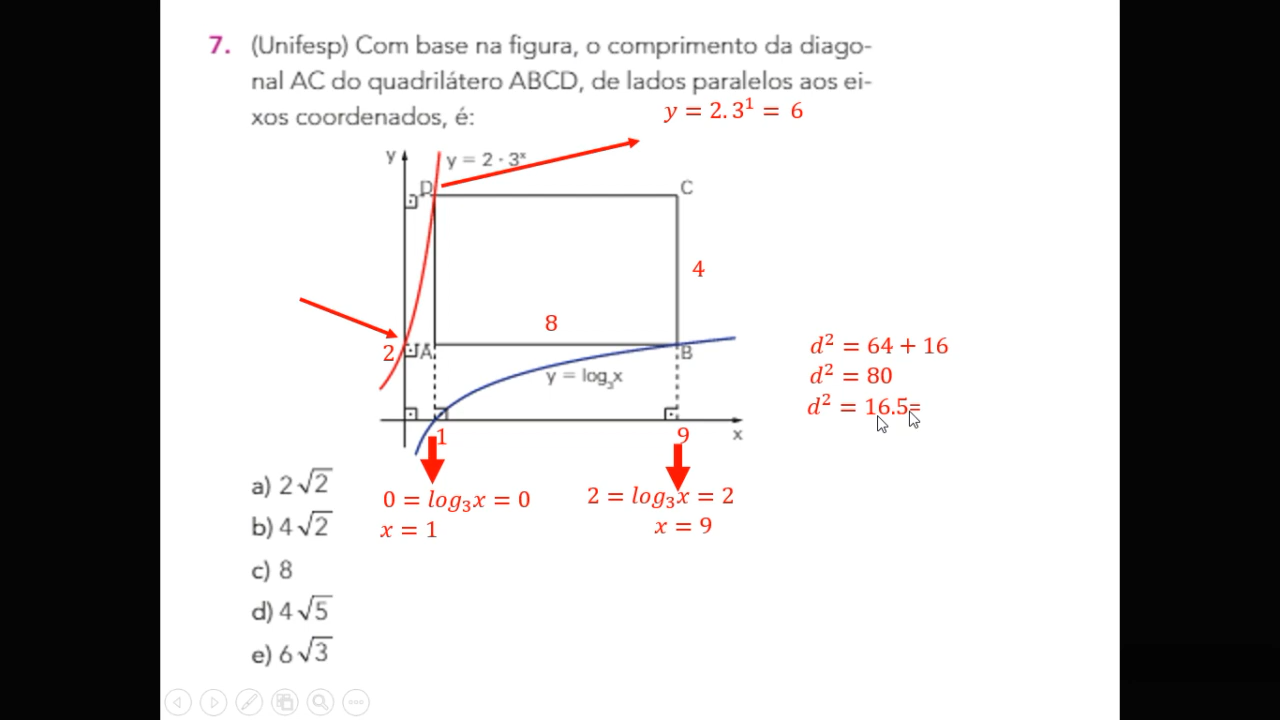 7. (Unifesp) Com base na figura, o comprimento da diago-
nal AC do quadrilátero ABCD, de lados paralelos aos ei-
xos coordenados, é:
y = 2.3¹ = 6
y
y = 2 · 3ˣ
D
C
4
8
2
A
B
y = log₃x
1
9
x
d² = 64 + 16
d² = 80
d² = 16.5=
0 = log₃x = 0
x = 1
2 = log₃x = 2
x = 9
a) 2√2
b) 4√2
c) 8
d) 4√5
e) 6√3